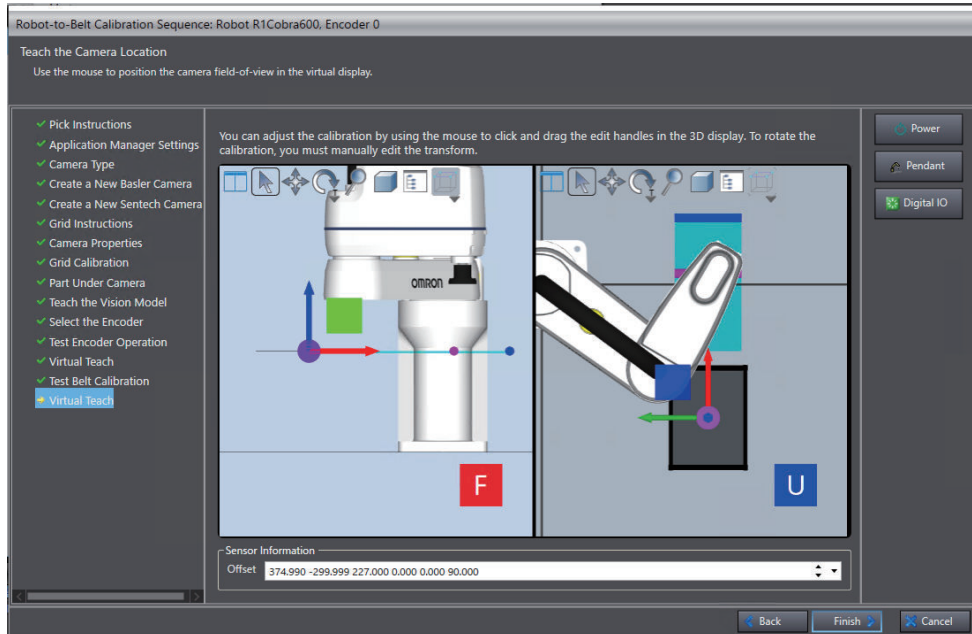 Robot-to-Belt Calibration Sequence: Robot R1Cobra600, Encoder 0
Teach the Camera Location
Use the mouse to position the camera field-of-view in the virtual display.
Pick Instructions
Application Manager Settings
Camera Type
Create a New Basler Camera
Create a New Sentech Camera
Grid Instructions
Camera Properties
Grid Calibration
Part Under Camera
Teach the Vision Model
Select the Encoder
Test Encoder Operation
Virtual Teach
Test Belt Calibration
Virtual Teach
You can adjust the calibration by using the mouse to click and drag the edit handles in the 3D display. To rotate the
calibration, you must manually edit the transform.
OMRON
F
U
Sensor Information
Offset 374.990 -299.999 227.000 0.000 0.000 90.000
Power
Pendant
Digital IO
Back
Finish
Cancel